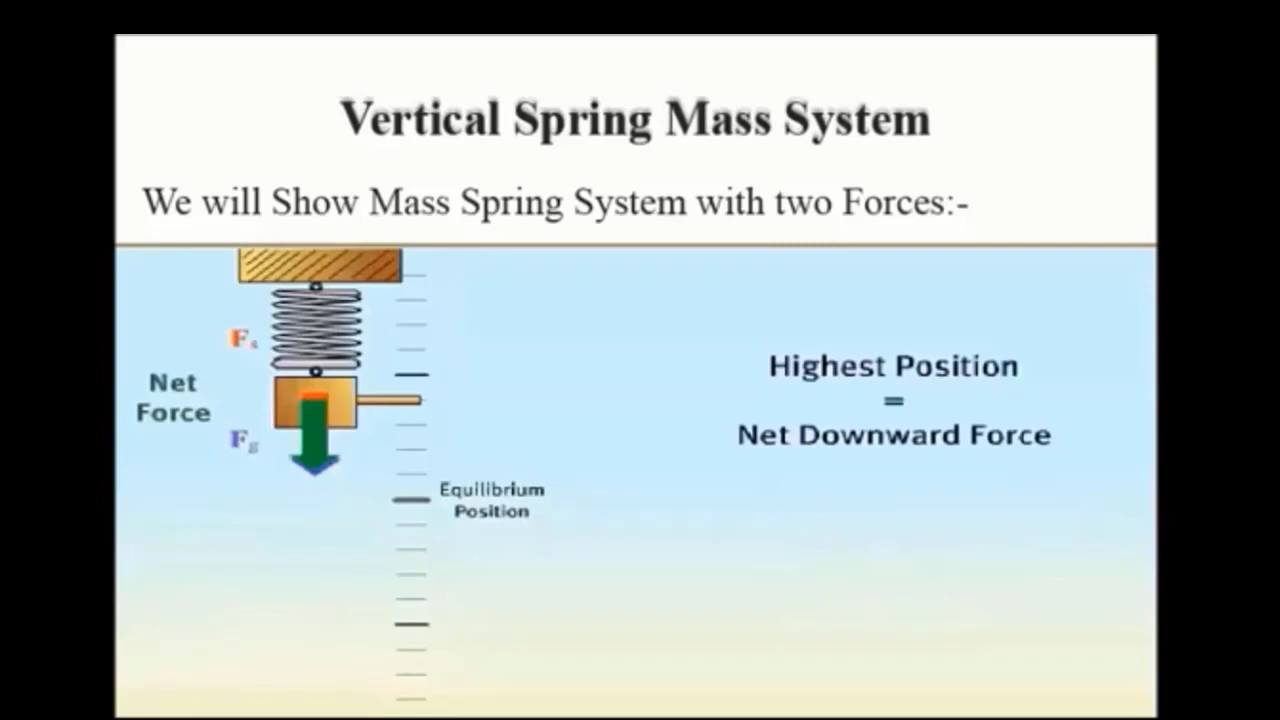 Vertical Spring Mass System
We will Show Mass Spring System with two Forces:-
Fs
Net
Force
Fg
Highest Position
=
Net Downward Force
Equilibrium
Position